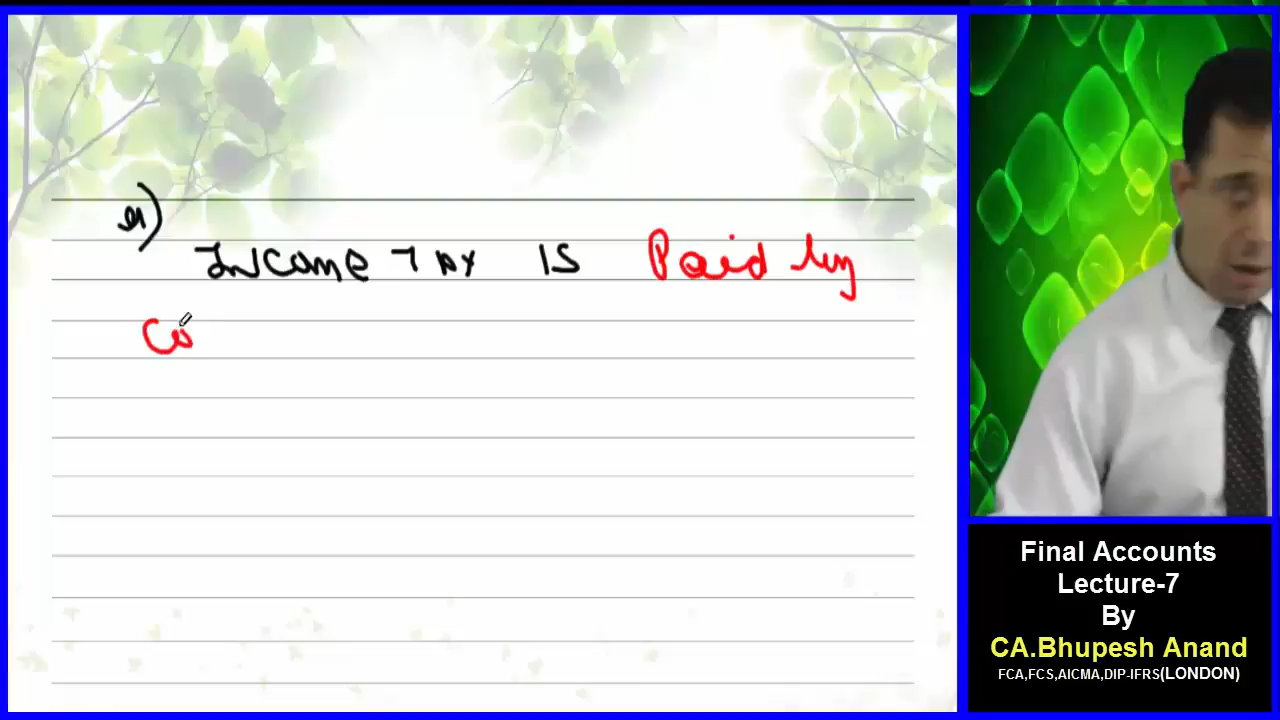 Income Tax IS Paid by
Co
Final Accounts
Lecture-7
By
CA.Bhupesh Anand
FCA,FCS,AICMA,DIP-IFRS(LONDON)